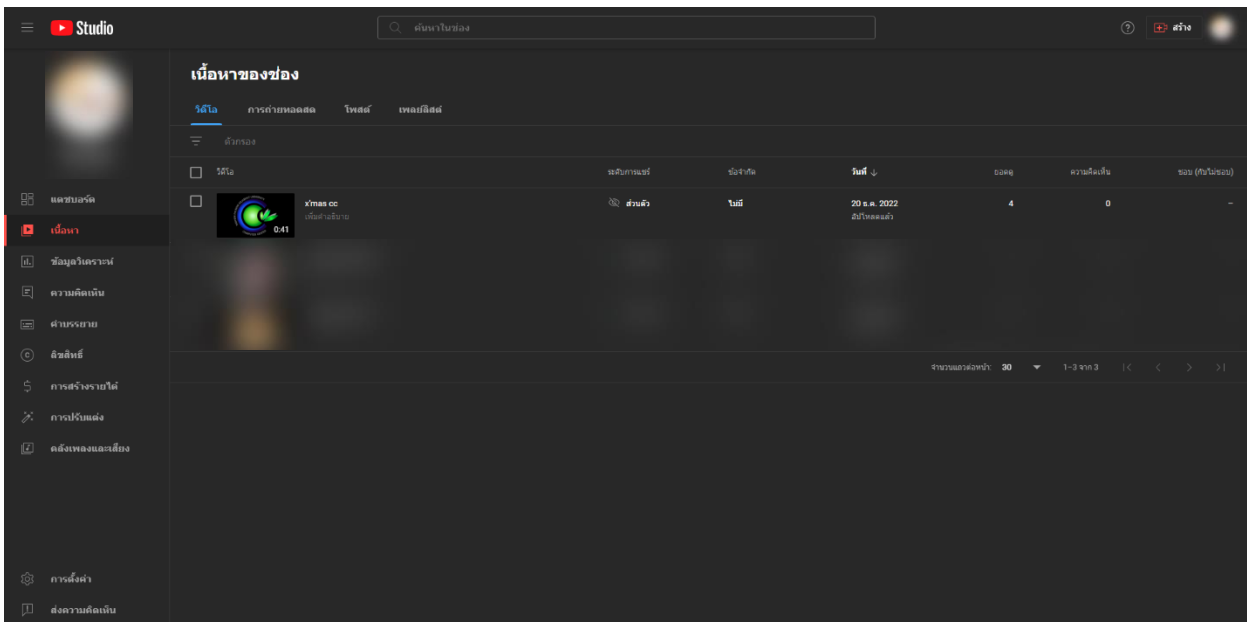 Studio
ค้นหาในช่อง
สร้าง
เนื้อหาของช่อง
วิดีโอ การถ่ายทอดสด โพสต์ เพลย์ลิสต์
ตัวกรอง
วิดีโอ ระดับการแชร์ ข้อจำกัด วันที่ ยอดดู ความคิดเห็น ชอบ (กับไม่ชอบ)
x'mas cc ส่วนตัว ไม่มี 20 ธ.ค. 2022 4 0 –
เพิ่มคำอธิบาย อัปโหลดแล้ว
0:41
จำนวนแถวต่อหน้า: 30 1–3 จาก 3
แดชบอร์ด
เนื้อหา
ข้อมูลวิเคราะห์
ความคิดเห็น
คำบรรยาย
ลิขสิทธิ์
การสร้างรายได้
การปรับแต่ง
คลังเพลงและเสียง
การตั้งค่า
ส่งความคิดเห็น